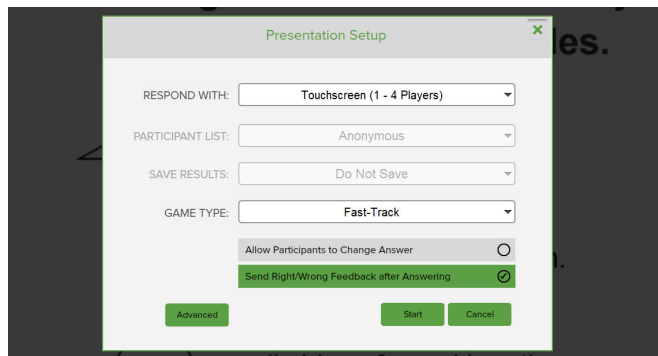 Presentation Setup
les.
RESPOND WITH: Touchscreen (1 - 4 Players)
PARTICIPANT LIST: Anonymous
SAVE RESULTS: Do Not Save
GAME TYPE: Fast-Track
Allow Participants to Change Answer
Send Right/Wrong Feedback after Answering
Advanced Start Cancel